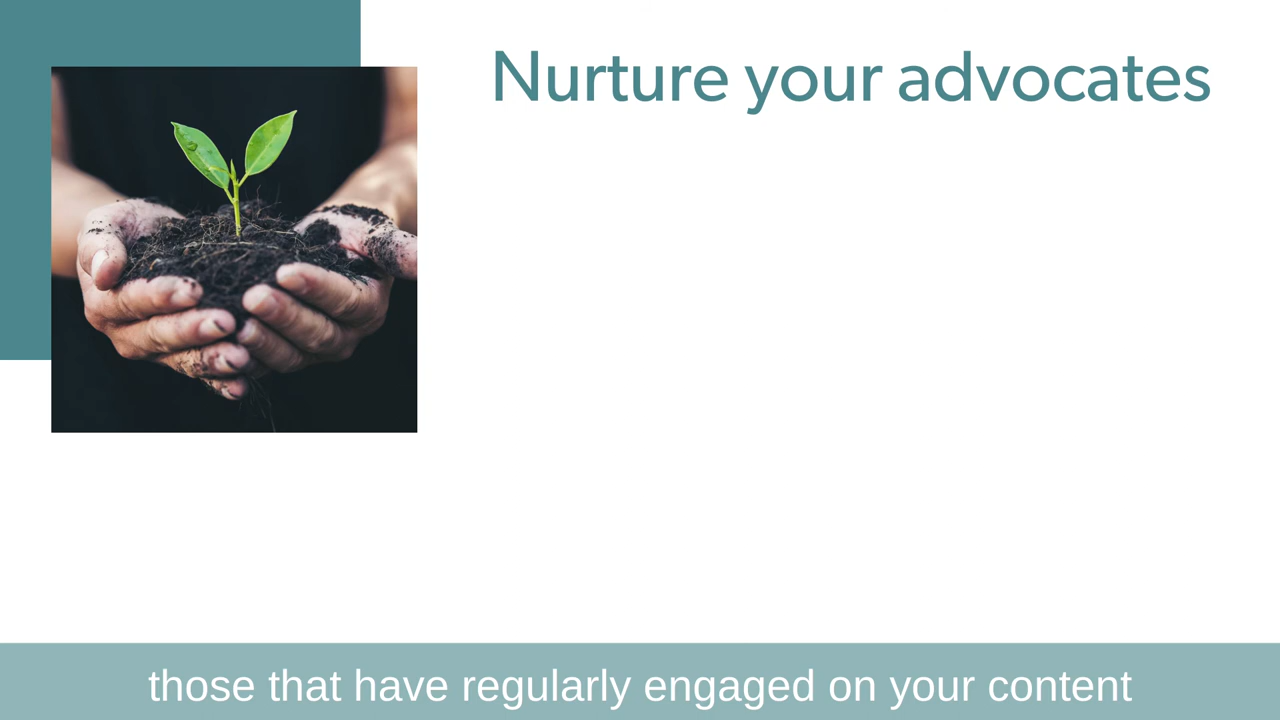 Nurture your advocates
those that have regularly engaged on your content